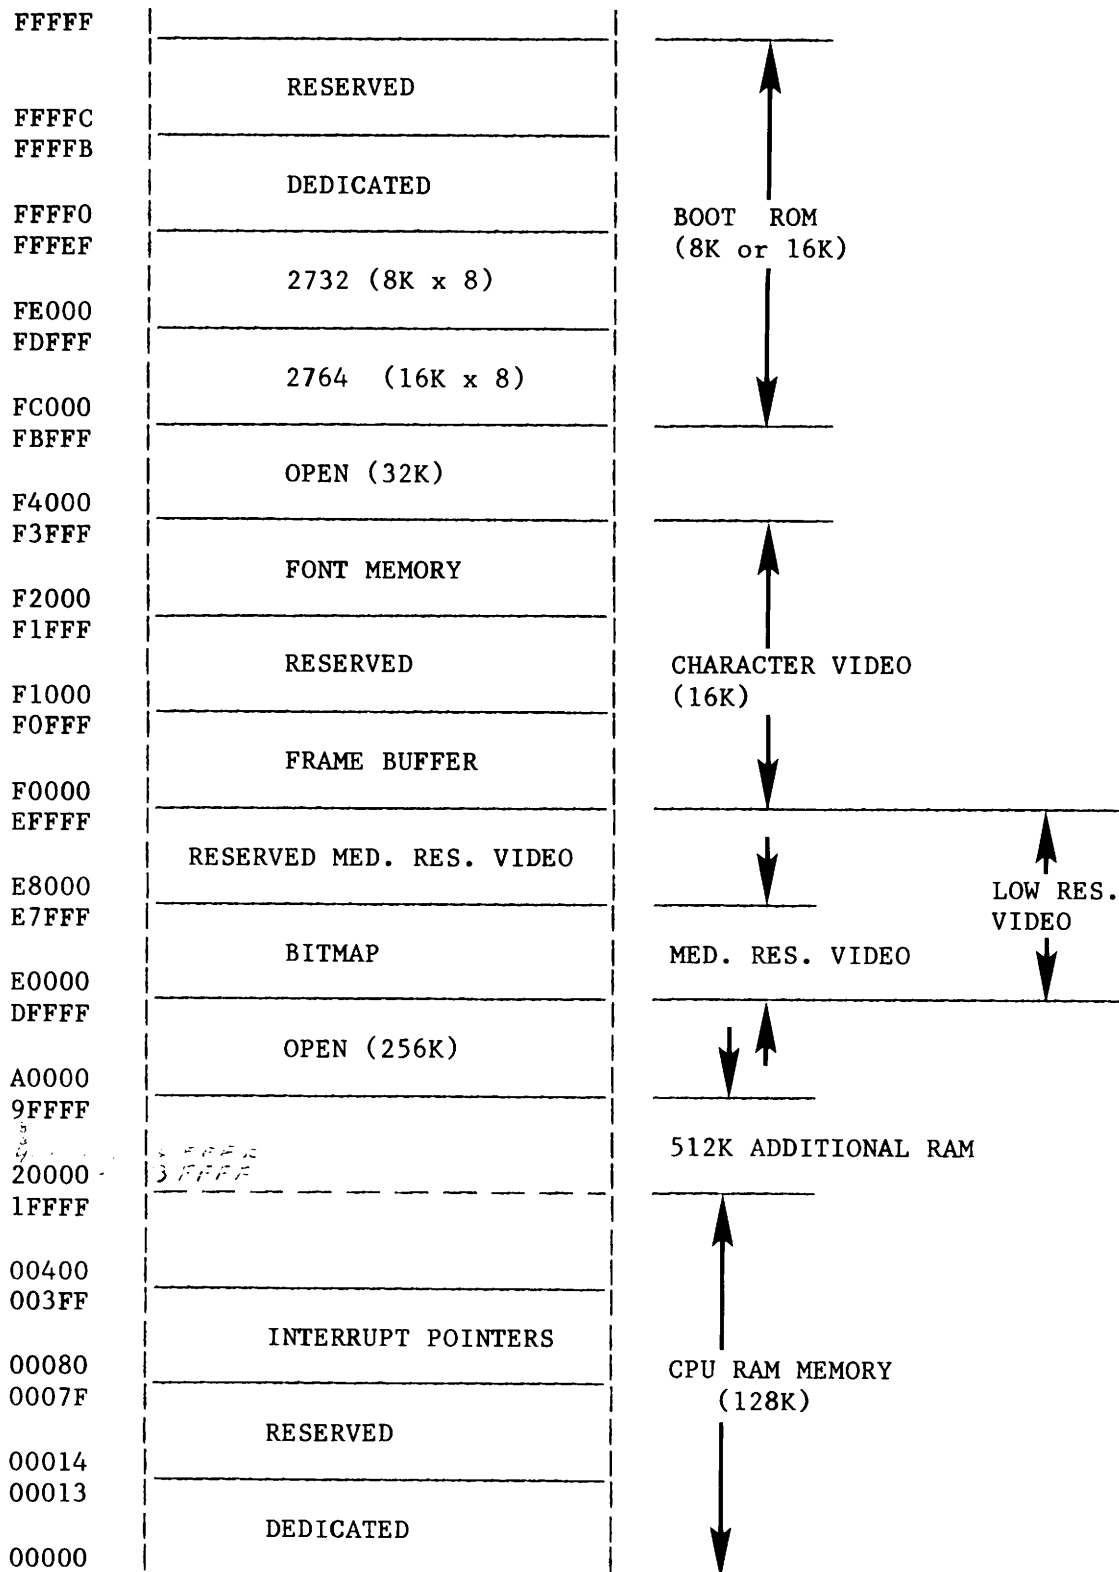 FFFFF
RESERVED
FFFFC
FFFFB
DEDICATED
FFFF0
BOOT ROM
FFFEF
(8K or 16K)
2732 (8K x 8)
FE000
FDFFF
2764 (16K x 8)
FC000
FBFFF
OPEN (32K)
F4000
F3FFF
FONT MEMORY
F2000
F1FFF
RESERVED
CHARACTER VIDEO
F1000
(16K)
F0FFF
FRAME BUFFER
F0000
EFFFF
RESERVED MED. RES. VIDEO
E8000
LOW RES.
E7FFF
VIDEO
BITMAP
MED. RES. VIDEO
E0000
DFFFF
OPEN (256K)
A0000
9FFFF
512K ADDITIONAL RAM
20000
3FFFF
1FFFF
00400
003FF
INTERRUPT POINTERS
00080
CPU RAM MEMORY
0007F
(128K)
RESERVED
00014
00013
DEDICATED
00000